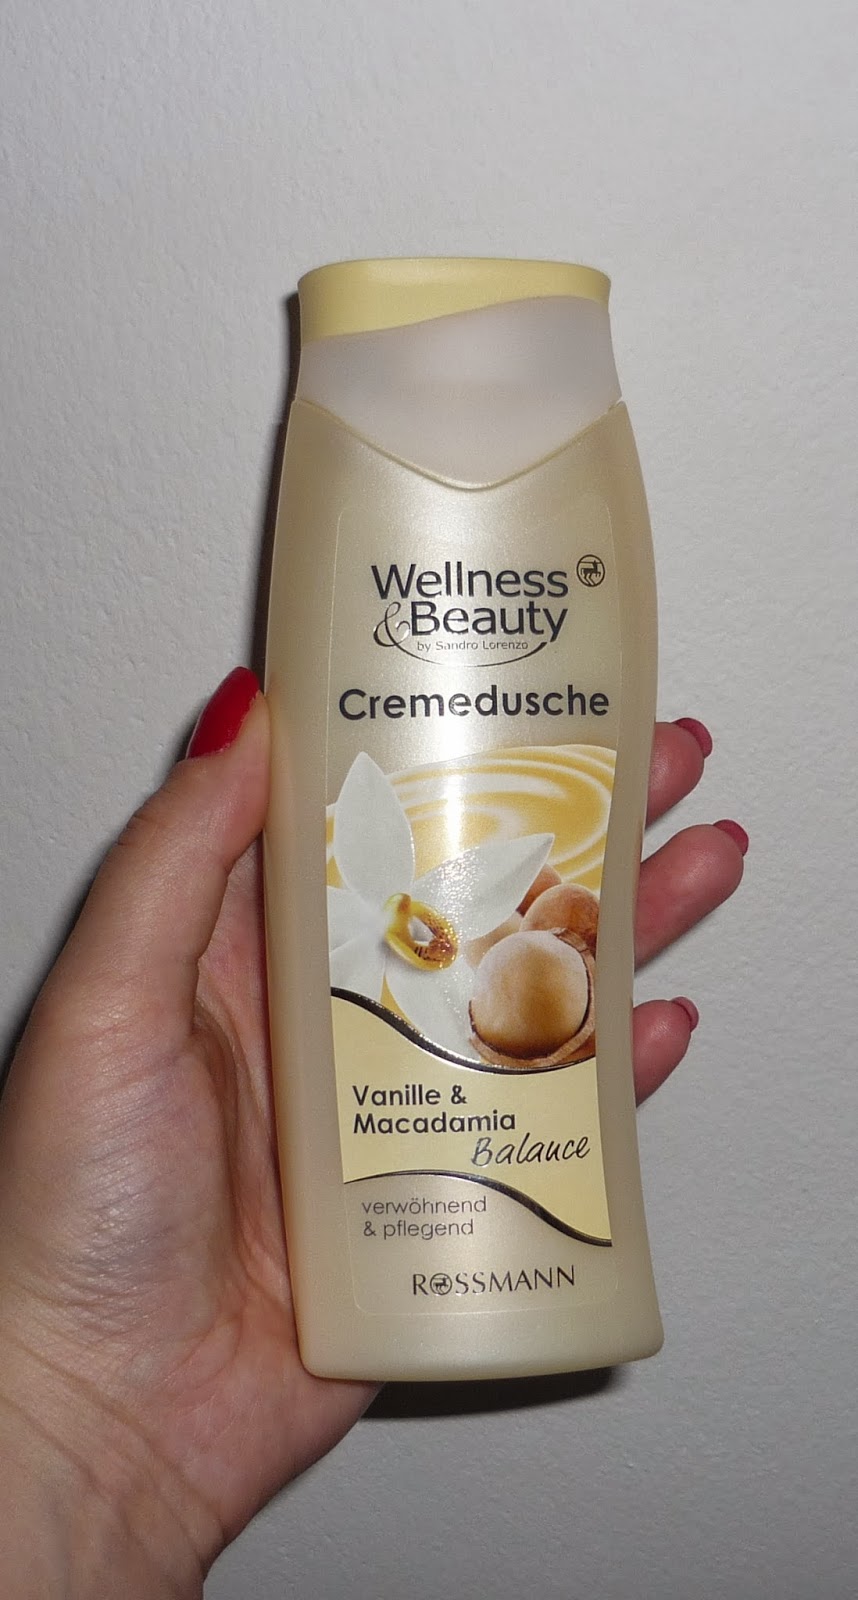 Wellness
& Beauty
by Sandro Lorenzo
Cremedusche
Vanille &
Macadamia
Balance
verwöhnend
& pflegend
ROSSMANN